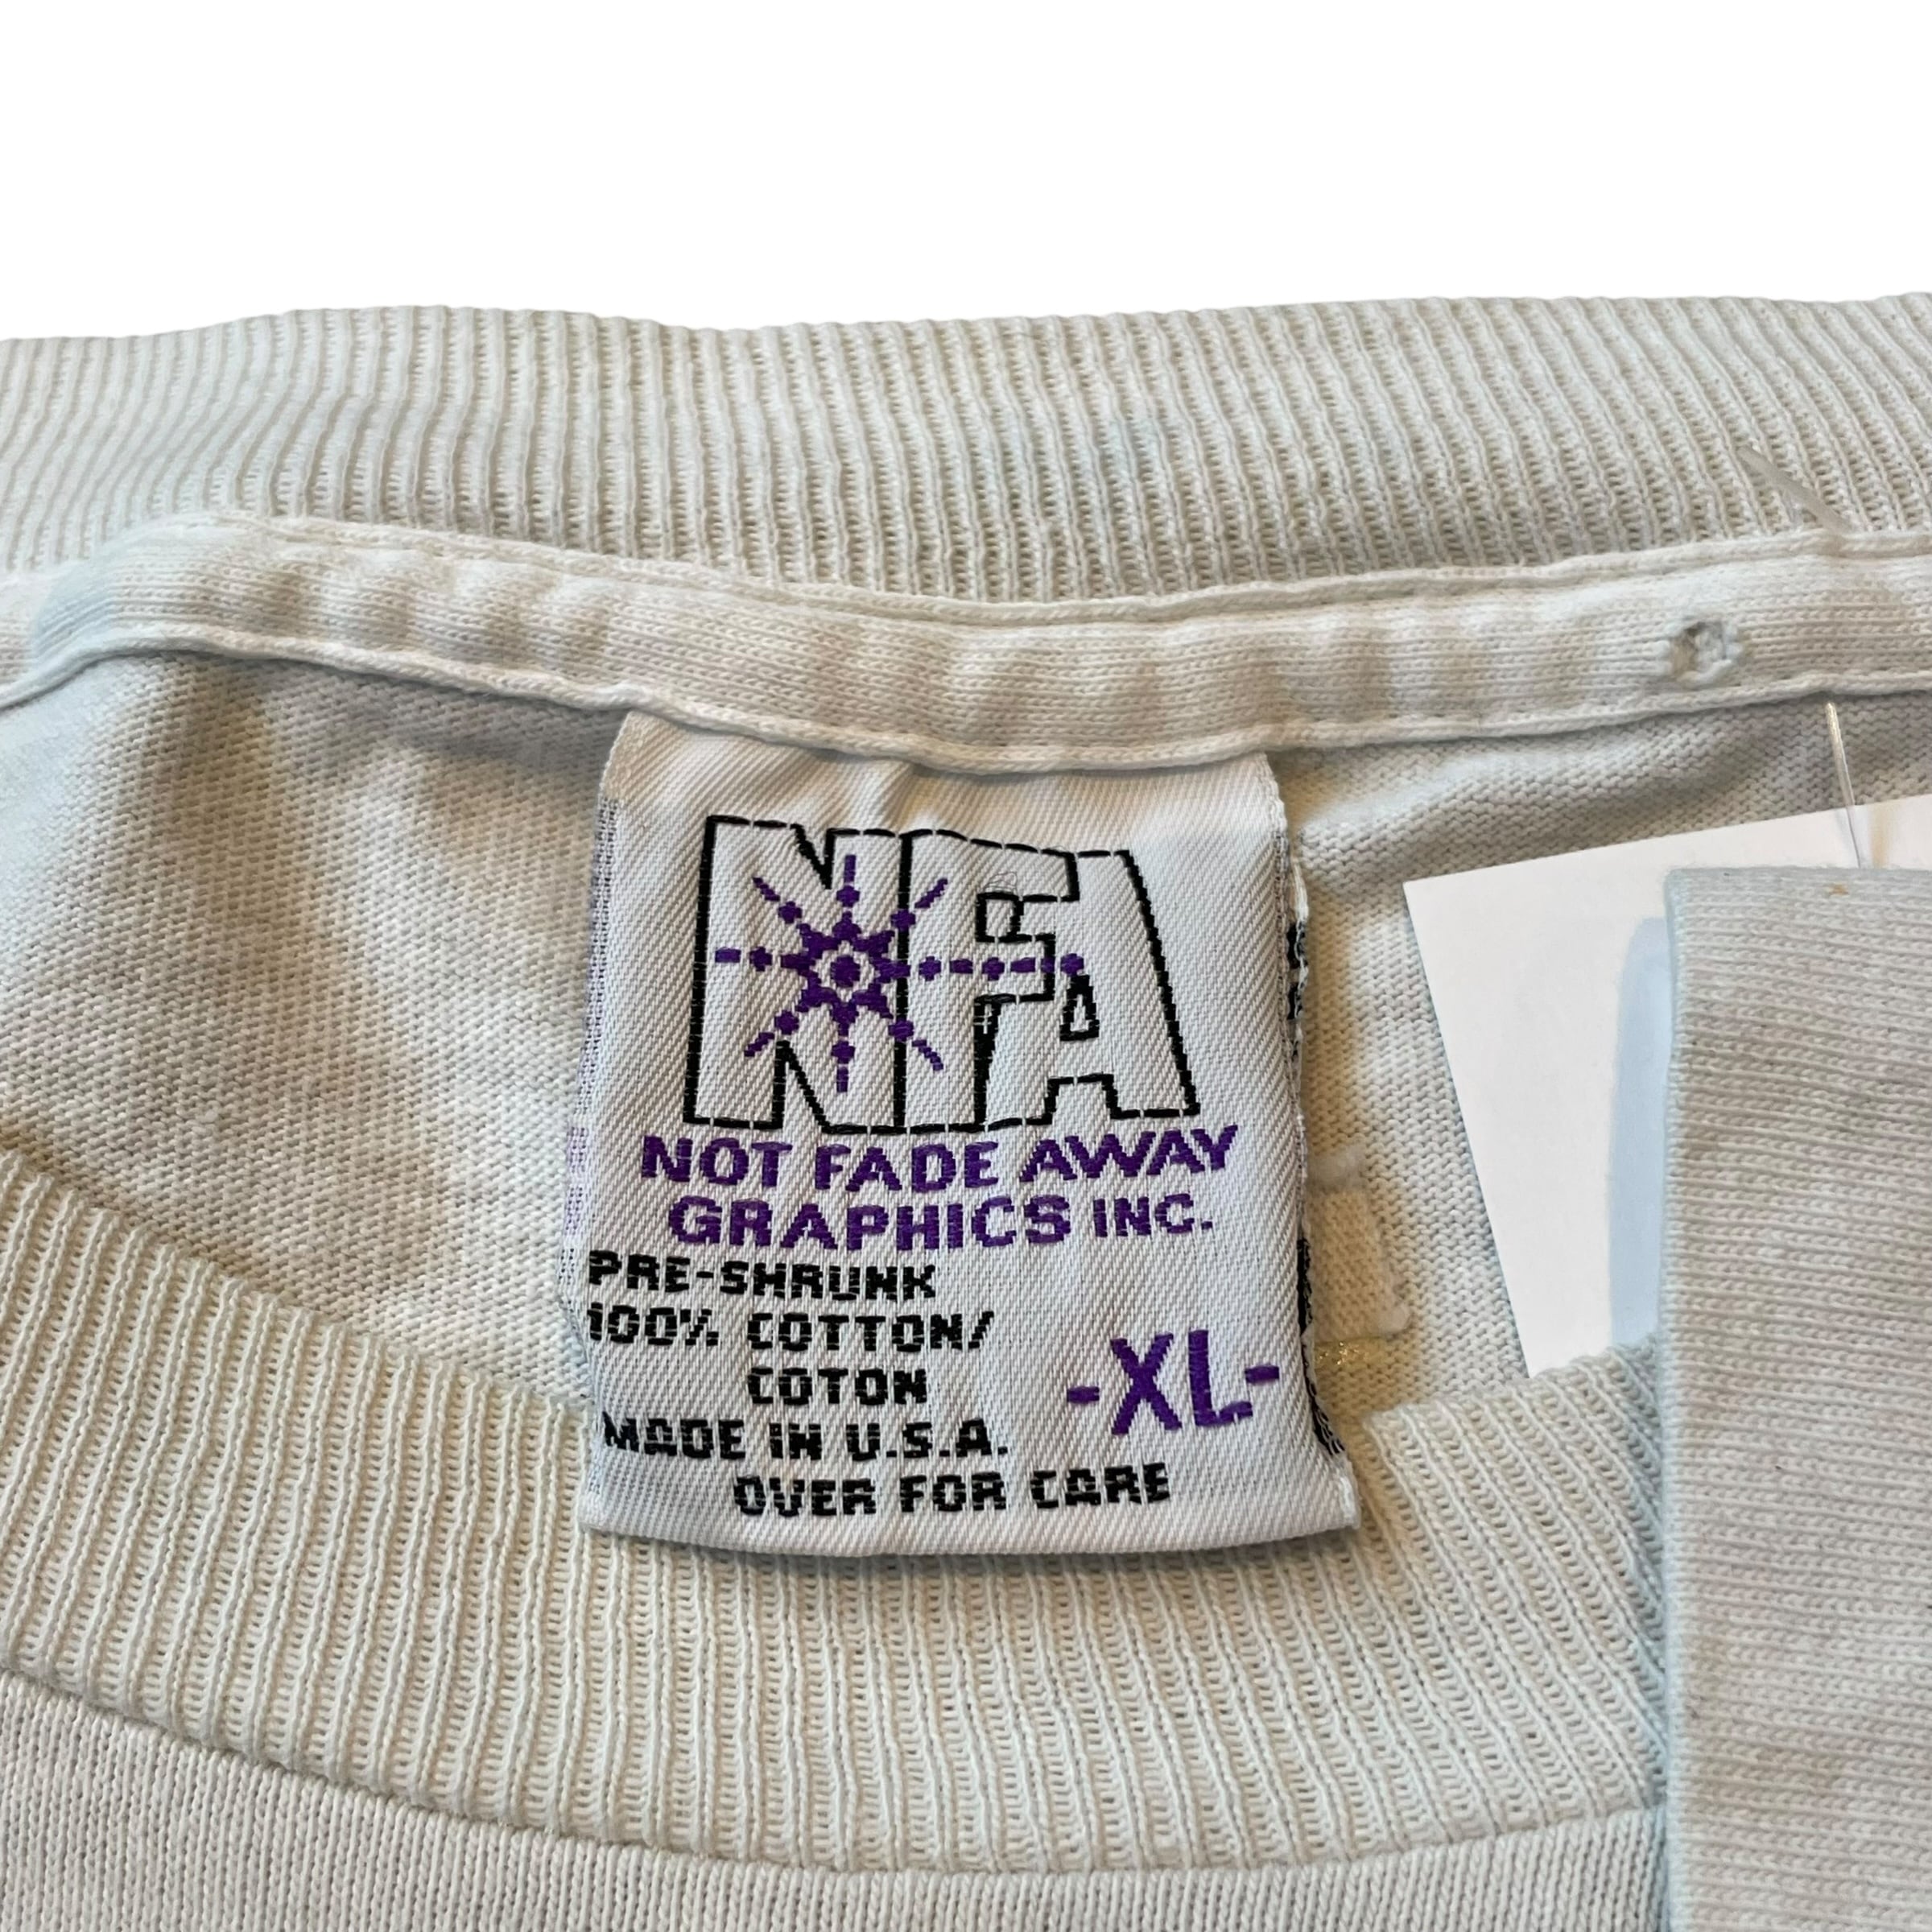 NFA
NOT FADE AWAY
GRAPHICS INC.
PRE-SHRUNK
100% COTTON/
COTON
-XL-
MADE IN U.S.A.
OVER FOR CARE